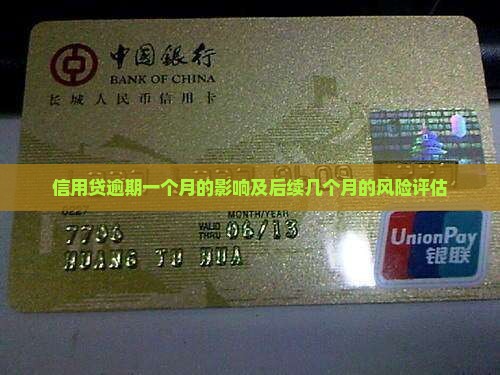 中国銀行
BANK OF CHINA
长城人民币信用卡
信用贷逾期一个月的影响及后续几个月的风险评估
MONTH/YEAR
VALID THRU 06/13
HUANG YU HUA
UnionPay
银联